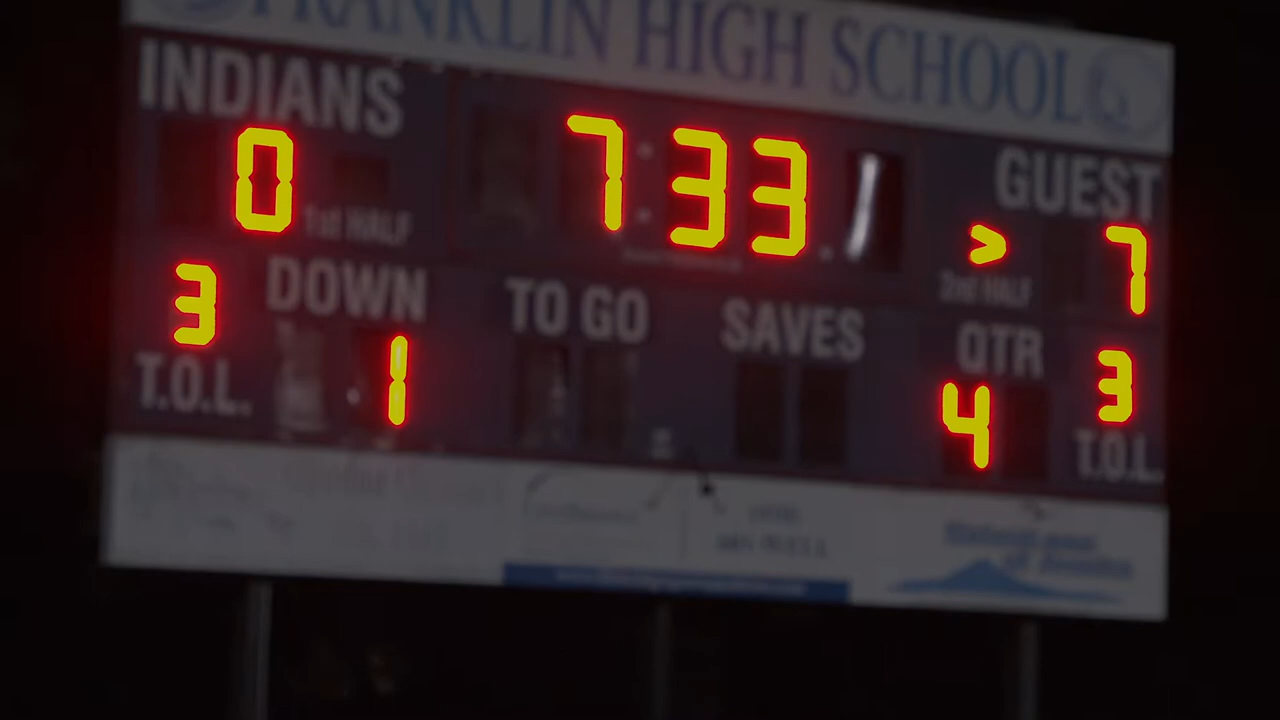 FRANKLIN HIGH SCHOOL
INDIANS
0 7:33 GUEST
1st HALF > 7
2nd HALF
3 DOWN TO GO SAVES QTR 3
T.O.L. 1 4 T.O.L.